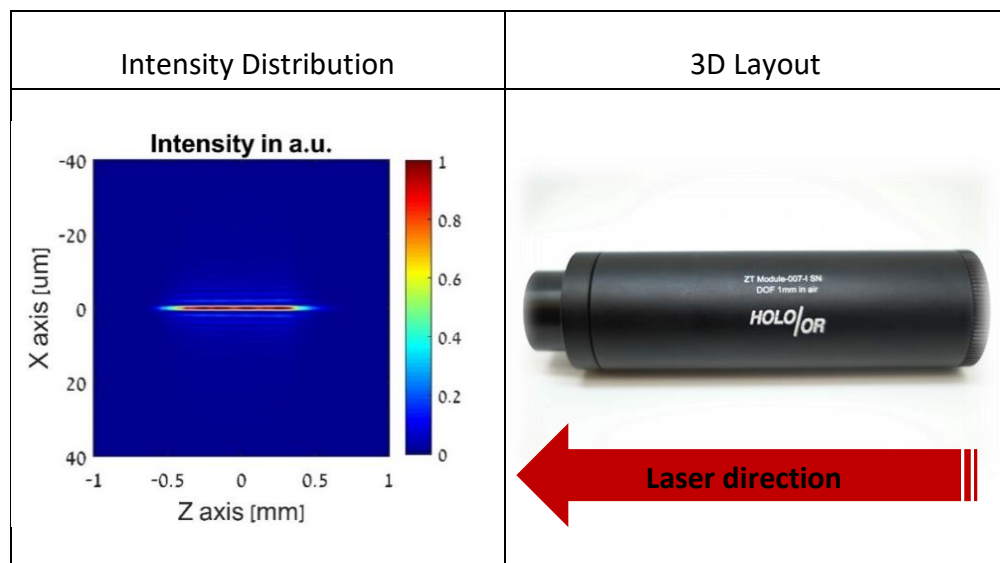 Intensity Distribution
3D Layout
Intensity in a.u.
-40
-20
0
20
40
X axis [um]
-1
-0.5
0
0.5
1
Z axis [mm]
1
0.8
0.6
0.4
0.2
0
ZT Module-007-I SN
DOF 1mm in air
HOLO/OR
Laser direction